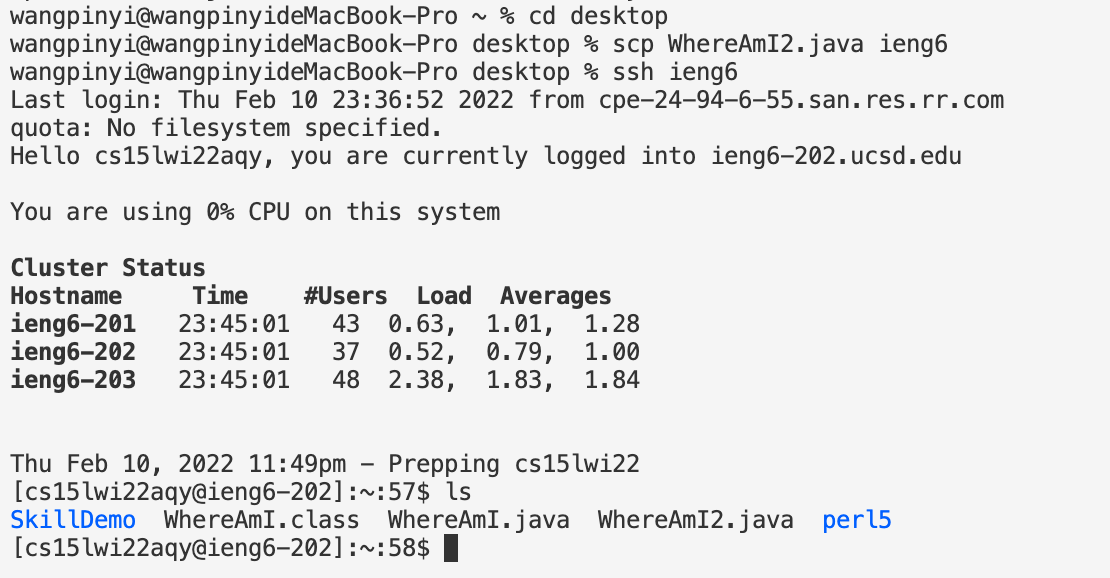 wangpinyi@wangpinyideMacBook-Pro ~ % cd desktop
wangpinyi@wangpinyideMacBook-Pro desktop % scp WhereAmI2.java ieng6
wangpinyi@wangpinyideMacBook-Pro desktop % ssh ieng6
Last login: Thu Feb 10 23:36:52 2022 from cpe-24-94-6-55.san.res.rr.com
quota: No filesystem specified.
Hello cs15lwi22aqy, you are currently logged into ieng6-202.ucsd.edu
You are using 0% CPU on this system
Cluster Status
Hostname     Time    #Users  Load  Averages
ieng6-201   23:45:01   43  0.63,  1.01,  1.28
ieng6-202   23:45:01   37  0.52,  0.79,  1.00
ieng6-203   23:45:01   48  2.38,  1.83,  1.84
Thu Feb 10, 2022 11:49pm - Prepping cs15lwi22
[cs15lwi22aqy@ieng6-202]:~:57$ ls
SkillDemo  WhereAmI.class  WhereAmI.java  WhereAmI2.java  perl5
[cs15lwi22aqy@ieng6-202]:~:58$